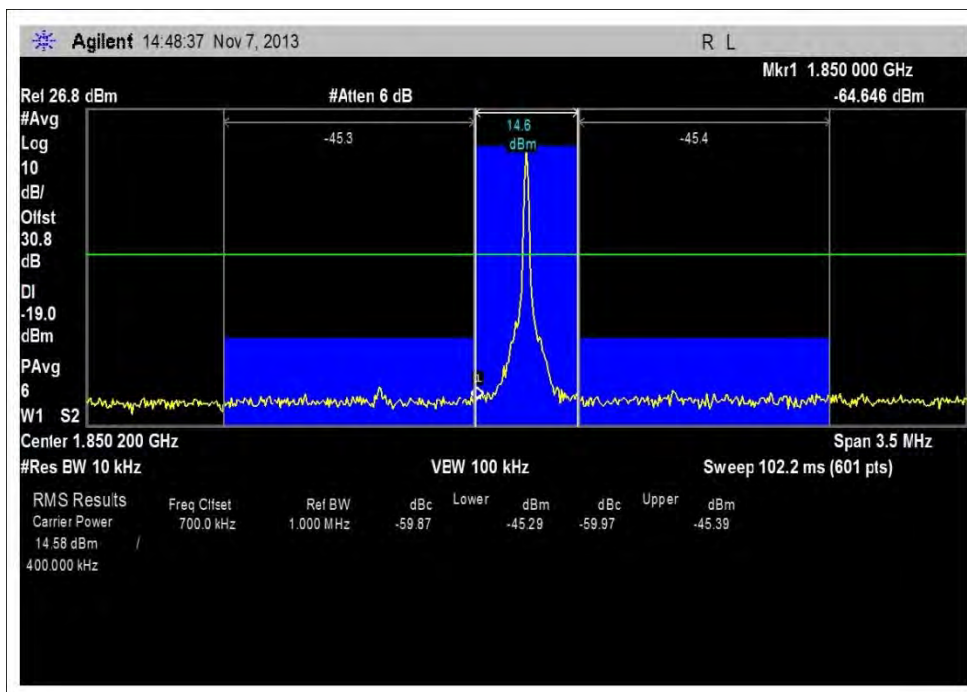 Agilent 14:48:37 Nov 7, 2013 R L
Mkr1 1.850 000 GHz
Ref 26.8 dBm #Atten 6 dB -64.646 dBm
#Avg
Log
10
dB/
Offst
30.8
dB
DI
-19.0
dBm
PAvg
6
W1 S2
-45.3
14.6
dBm
-45.4
1
Center 1.850 200 GHz Span 3.5 MHz
#Res BW 10 kHz VBW 100 kHz Sweep 102.2 ms (601 pts)
RMS Results Freq Offset Ref BW dBc Lower dBm dBc Upper dBm
Carrier Power 700.0 kHz 1.000 MHz -59.87 -45.29 -59.97 -45.39
14.58 dBm /
400.000 kHz